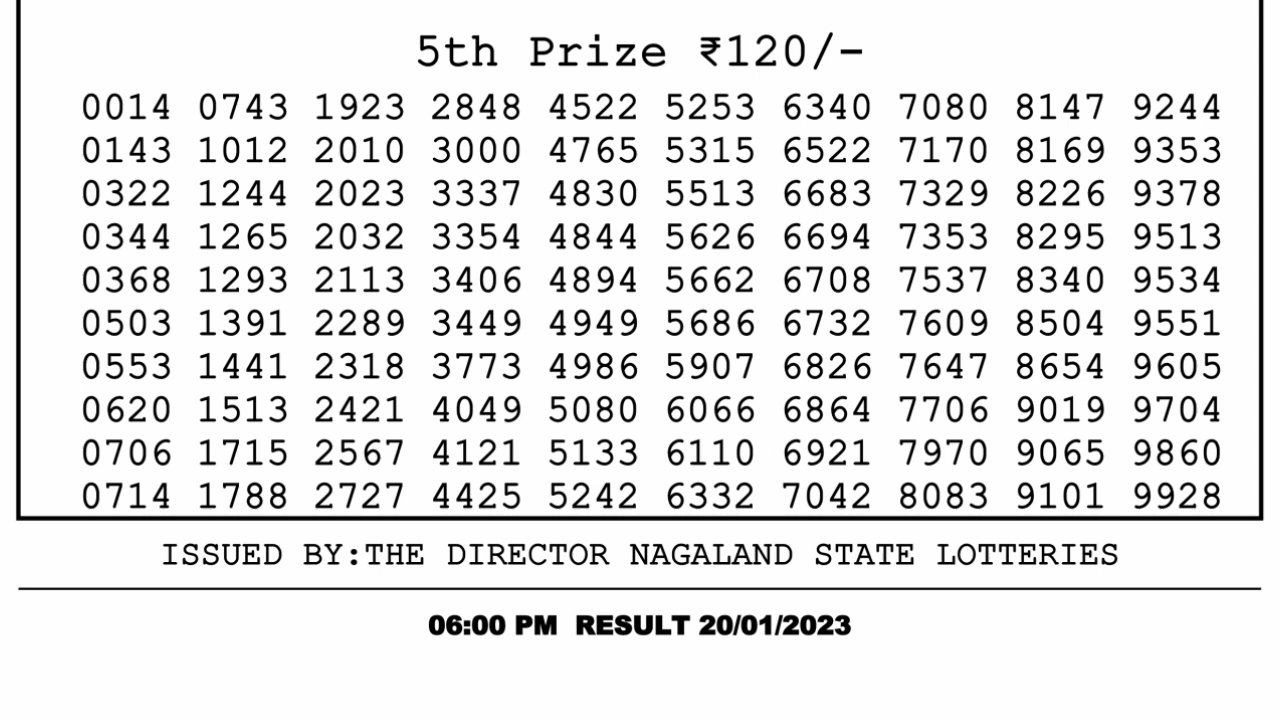 5th Prize ₹120/-
0014 0743 1923 2848 4522 5253 6340 7080 8147 9244
0143 1012 2010 3000 4765 5315 6522 7170 8169 9353
0322 1244 2023 3337 4830 5513 6683 7329 8226 9378
0344 1265 2032 3354 4844 5626 6694 7353 8295 9513
0368 1293 2113 3406 4894 5662 6708 7537 8340 9534
0503 1391 2289 3449 4949 5686 6732 7609 8504 9551
0553 1441 2318 3773 4986 5907 6826 7647 8654 9605
0620 1513 2421 4049 5080 6066 6864 7706 9019 9704
0706 1715 2567 4121 5133 6110 6921 7970 9065 9860
0714 1788 2727 4425 5242 6332 7042 8083 9101 9928
ISSUED BY:THE DIRECTOR NAGALAND STATE LOTTERIES
06:00 PM RESULT 20/01/2023